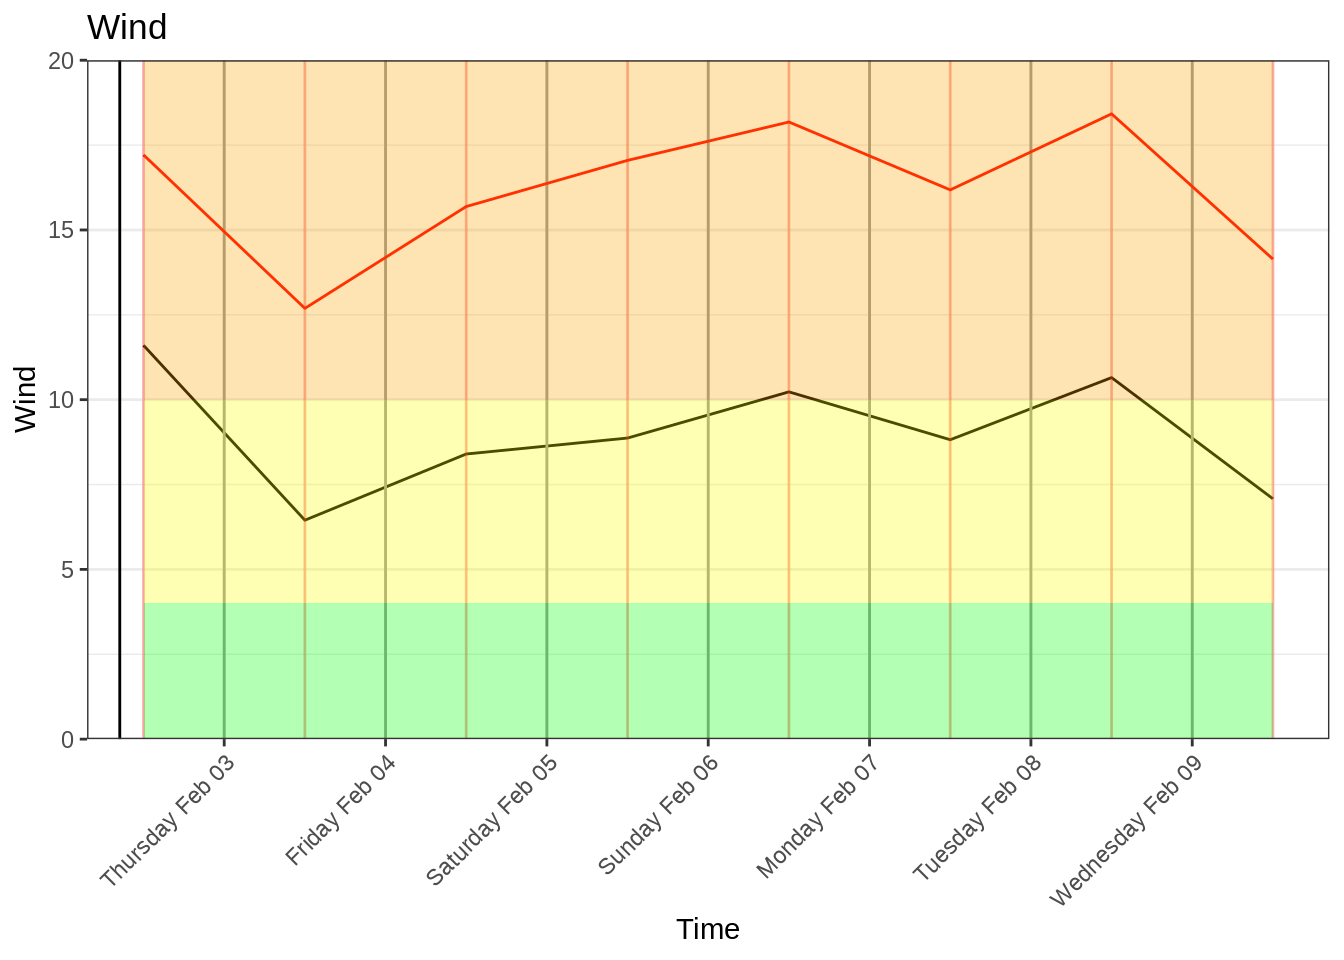 Wind
20
15
10
5
0
Wind
Thursday Feb 03
Friday Feb 04
Saturday Feb 05
Sunday Feb 06
Monday Feb 07
Tuesday Feb 08
Wednesday Feb 09
Time